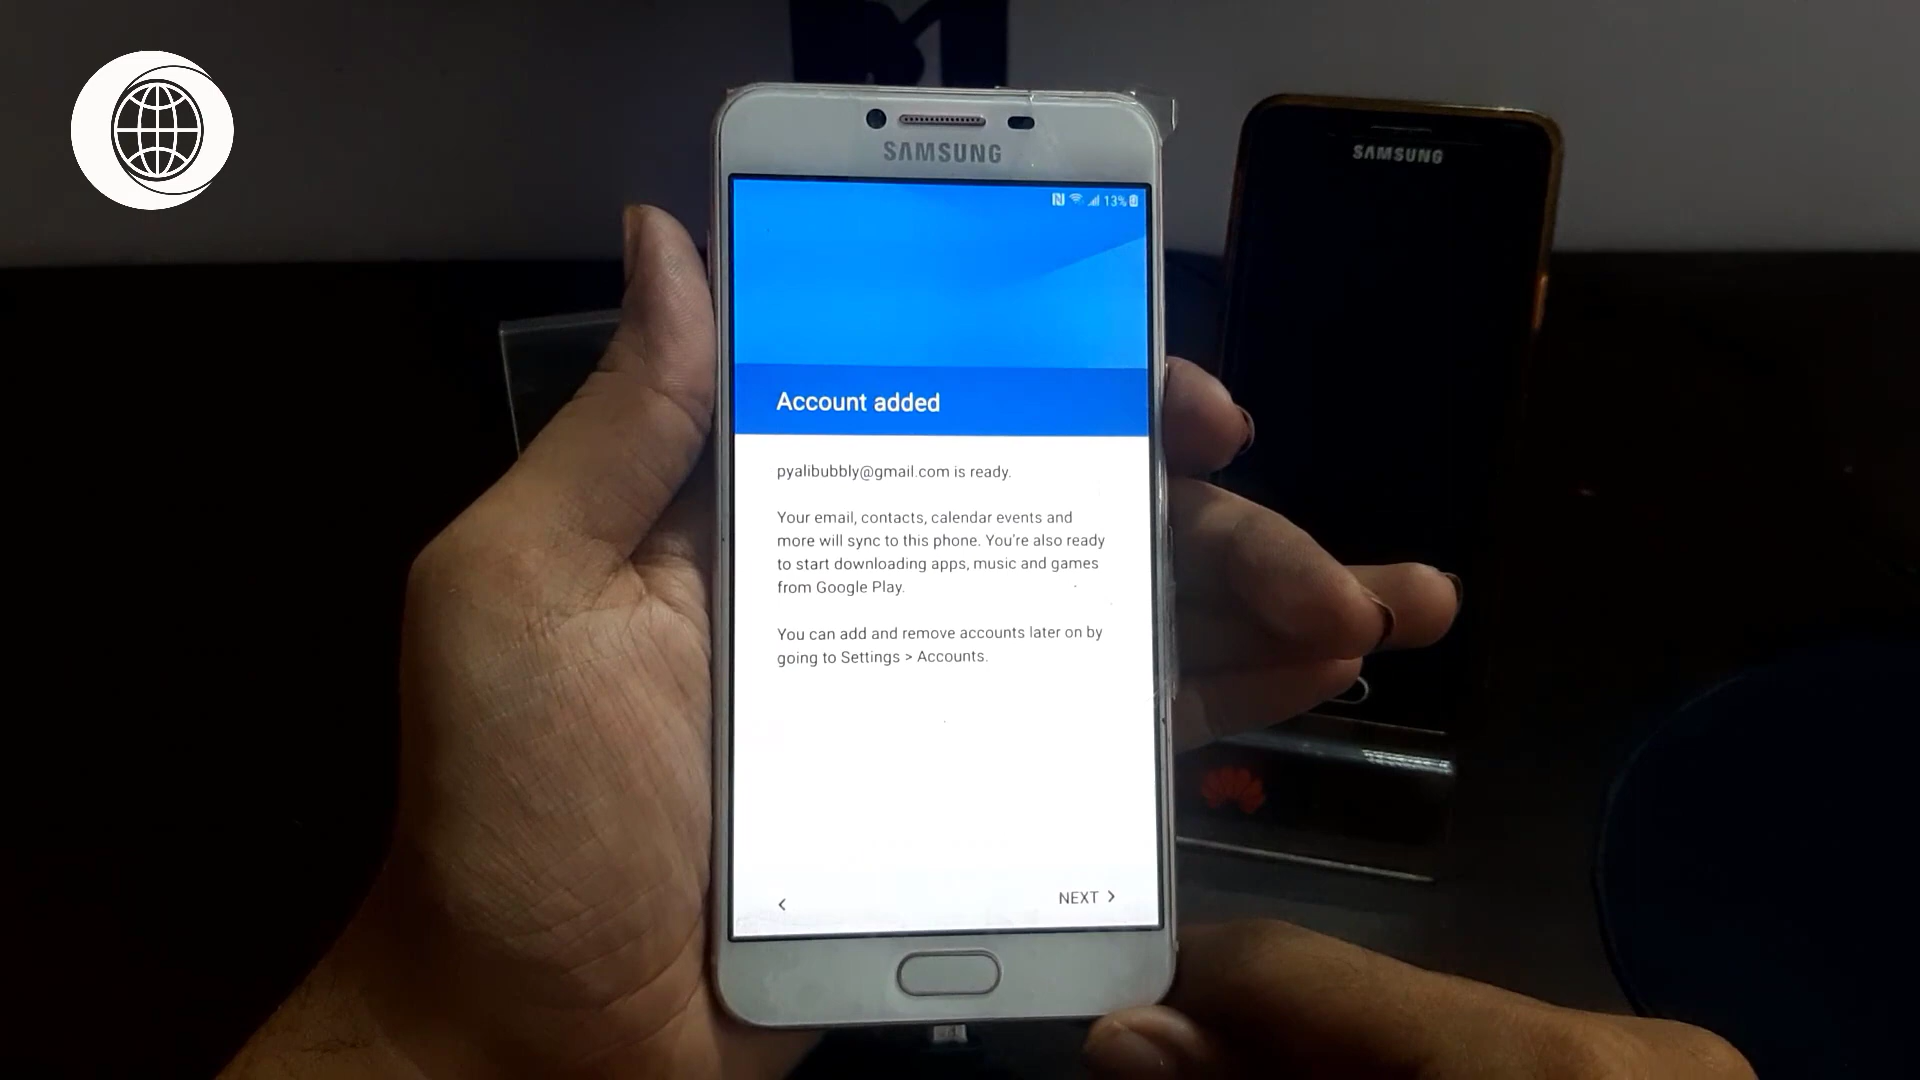 SAMSUNG
SAMSUNG
13%
Account added
pyalibubbly@gmail.com is ready.
Your email, contacts, calendar events and
more will sync to this phone. You're also ready
to start downloading apps, music and games
from Google Play.
You can add and remove accounts later on by
going to Settings > Accounts.
NEXT >